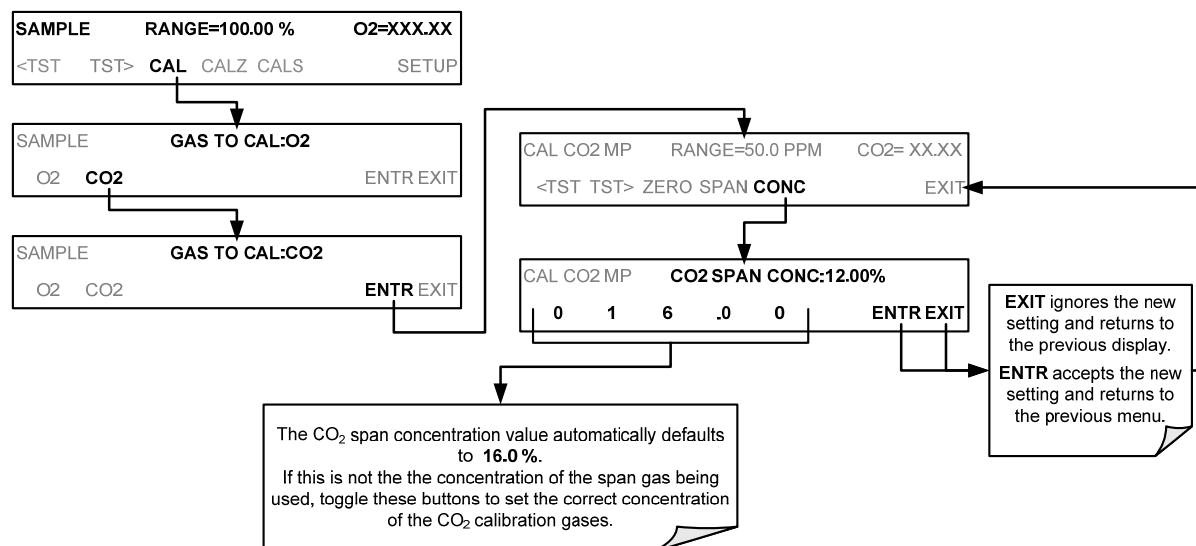 SAMPLE RANGE=100.00 % O2=XXX.XX
<TST TST> CAL CALZ CALS SETUP
SAMPLE GAS TO CAL:O2
O2 CO2 ENTR EXIT
SAMPLE GAS TO CAL:CO2
O2 CO2 ENTR EXIT
CAL CO2 MP RANGE=50.0 PPM CO2= XX.XX
<TST TST> ZERO SPAN CONC EXIT
CAL CO2 MP CO2 SPAN CONC:12.00%
0 1 6 .0 0 ENTR EXIT
EXIT ignores the new
setting and returns to
the previous display.
ENTR accepts the new
setting and returns to
the previous menu.
The CO₂ span concentration value automatically defaults
to 16.0 %.
If this is not the the concentration of the span gas being
used, toggle these buttons to set the correct concentration
of the CO₂ calibration gases.